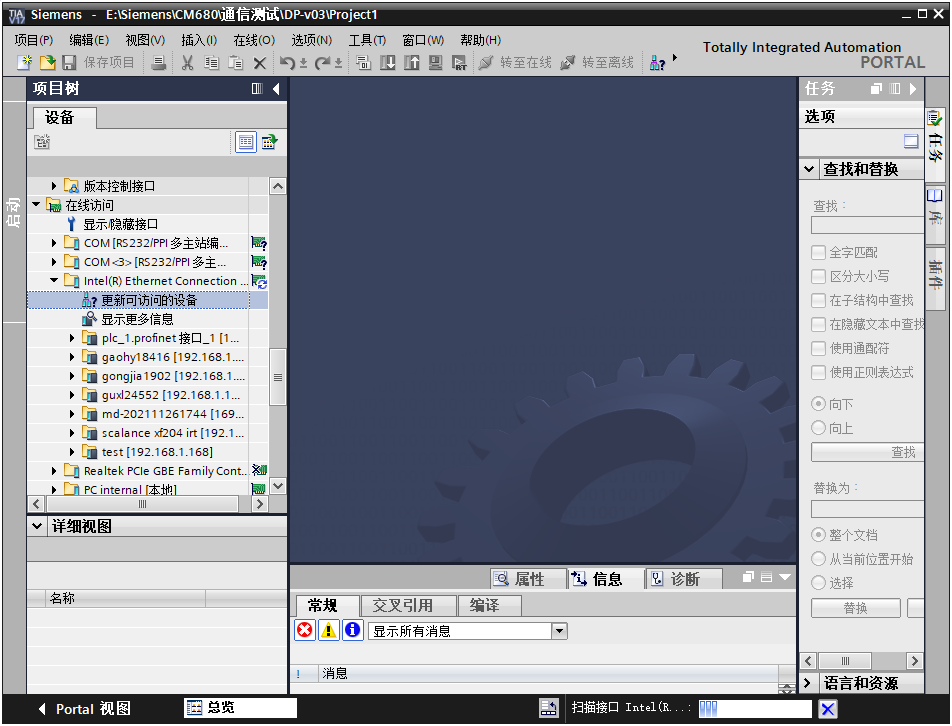 Siemens - E:\Siemens\CM680\通信测试\DP-v03\Project1
项目(P) 编辑(E) 视图(V) 插入(I) 在线(O) 选项(N) 工具(T) 窗口(W) 帮助(H)
Totally Integrated Automation
PORTAL
保存项目 转至在线 转至离线
项目树
设备
启动
版本控制接口
在线访问
显示/隐藏接口
COM [RS232/PPI 多主站编...
COM <3> [RS232/PPI 多主...
Intel(R) Ethernet Connection ...
更新可访问的设备
显示更多信息
plc_1.profinet 接口_1 [1...
gaohy18416 [192.168.1....
gongjia1902 [192.168.1....
guxl24552 [192.168.1.1...
md-202111261744 [169...
scalance xf204 irt [192.1...
test [192.168.1.168]
Realtek PCIe GBE Family Cont...
PC internal [本地]
详细视图
名称
属性 信息 诊断
常规 交叉引用 编译
显示所有消息
! 消息
任务
选项
查找和替换
查找：
全字匹配
区分大小写
在子结构中查找
在隐藏文本中查找
使用通配符
使用正则表达式
向下
向上
查找
替换为：
整个文档
从当前位置开始
选择
替换
语言和资源
任务
库
插件
Portal 视图 总览 扫描接口 Intel(R...: